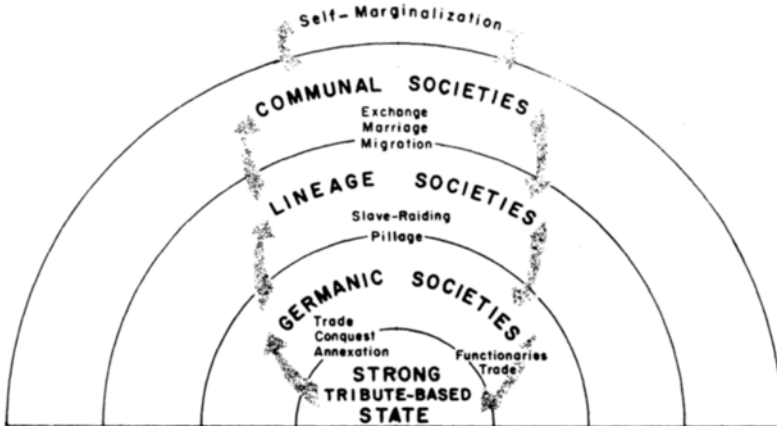 Self-Marginalization
COMMUNAL SOCIETIES
Exchange
Marriage
Migration
LINEAGE SOCIETIES
Slave-Raiding
Pillage
GERMANIC SOCIETIES
Trade
Conquest
Annexation
Functionaries
Trade
STRONG
TRIBUTE-BASED
STATE